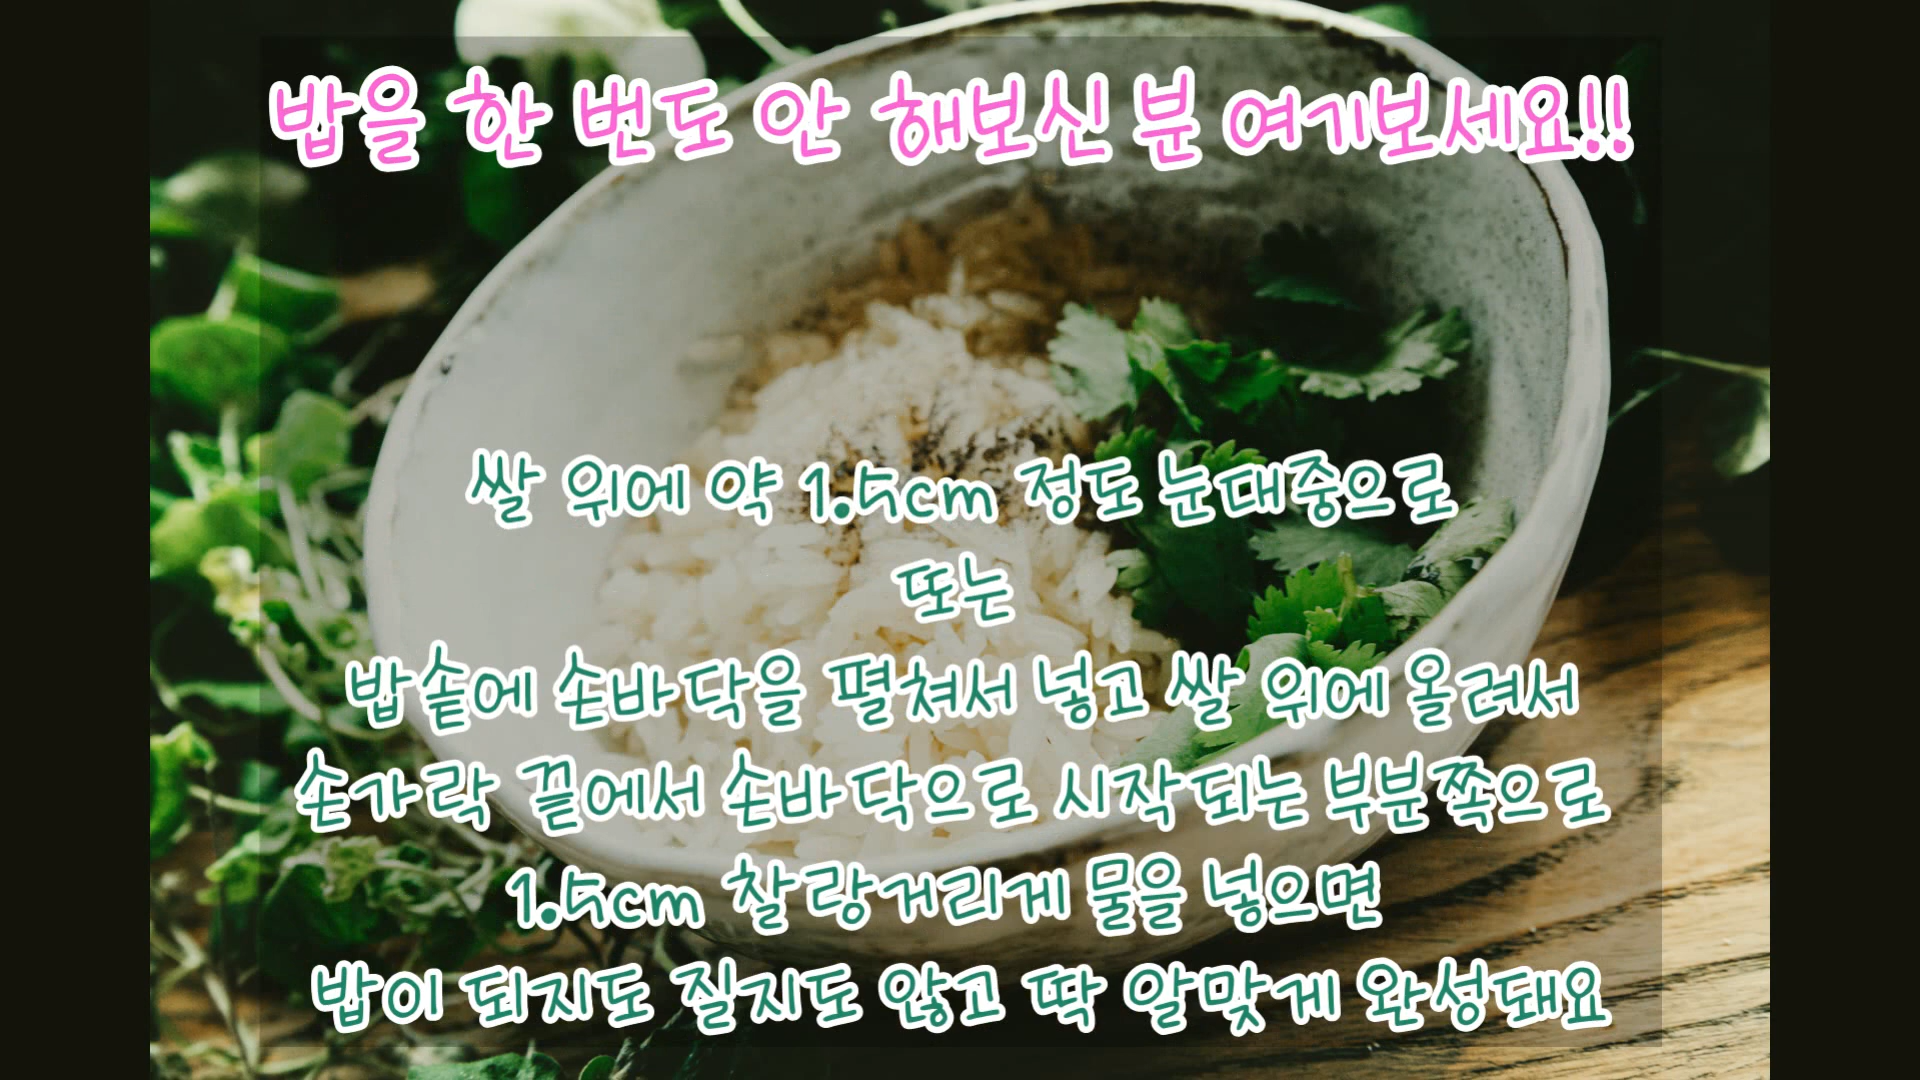 밥을 한 번도 안 해보신 분 여기보세요!!
쌀 위에 약 1.5cm 정도 눈대중으로
또는
밥솥에 손바닥을 펼쳐서 넣고 쌀 위에 올려서
손가락 끝에서 손바닥으로 시작되는 부분쪽으로
1.5cm 찰랑거리게 물을 넣으면
밥이 되지도 질지도 않고 딱 알맞게 완성돼요